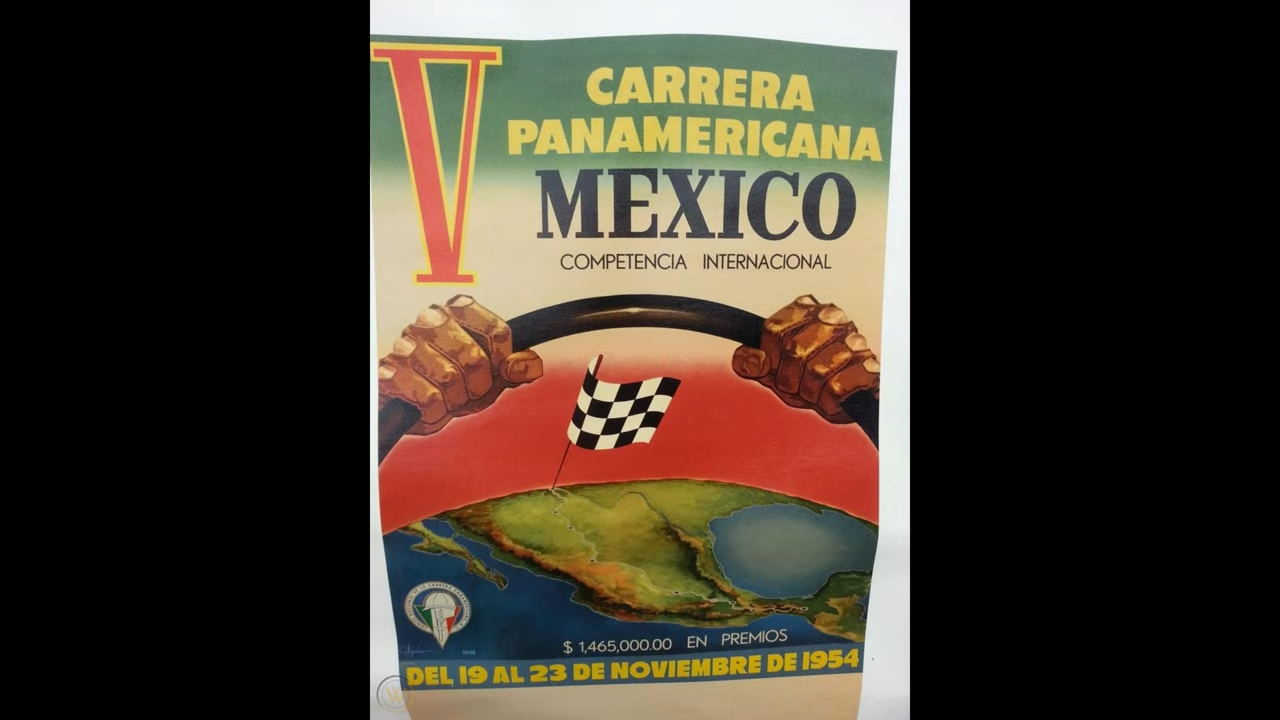 V
CARRERA
PANAMERICANA
MEXICO
COMPETENCIA INTERNACIONAL
$ 1,465,000.00 EN PREMIOS
DEL 19 AL 23 DE NOVIEMBRE DE 1954
W